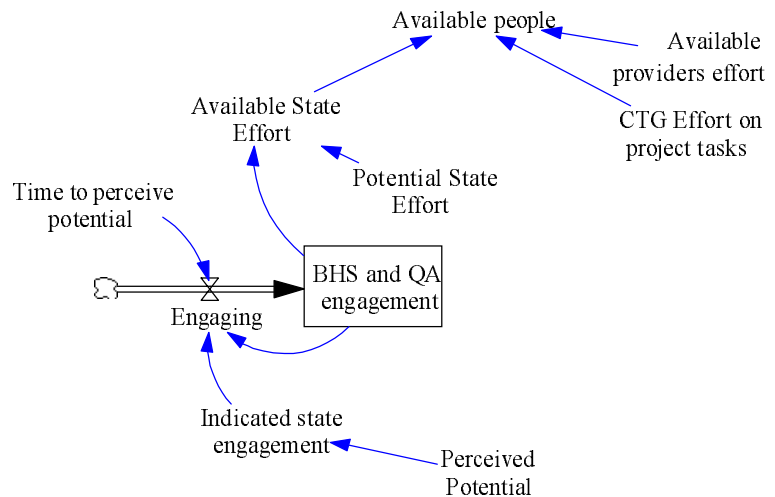 Available people
Available
providers effort
Available State
Effort
CTG Effort on
project tasks
Potential State
Effort
Time to perceive
potential
BHS and QA
engagement
Engaging
Indicated state
engagement
Perceived
Potential